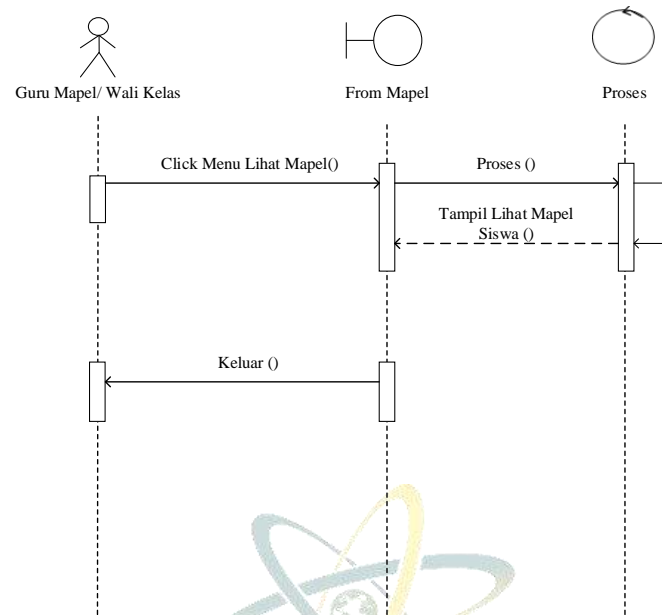 Guru Mapel/ Wali Kelas
From Mapel
Proses
Click Menu Lihat Mapel()
Proses ()
Tampil Lihat Mapel
Siswa ()
Keluar ()